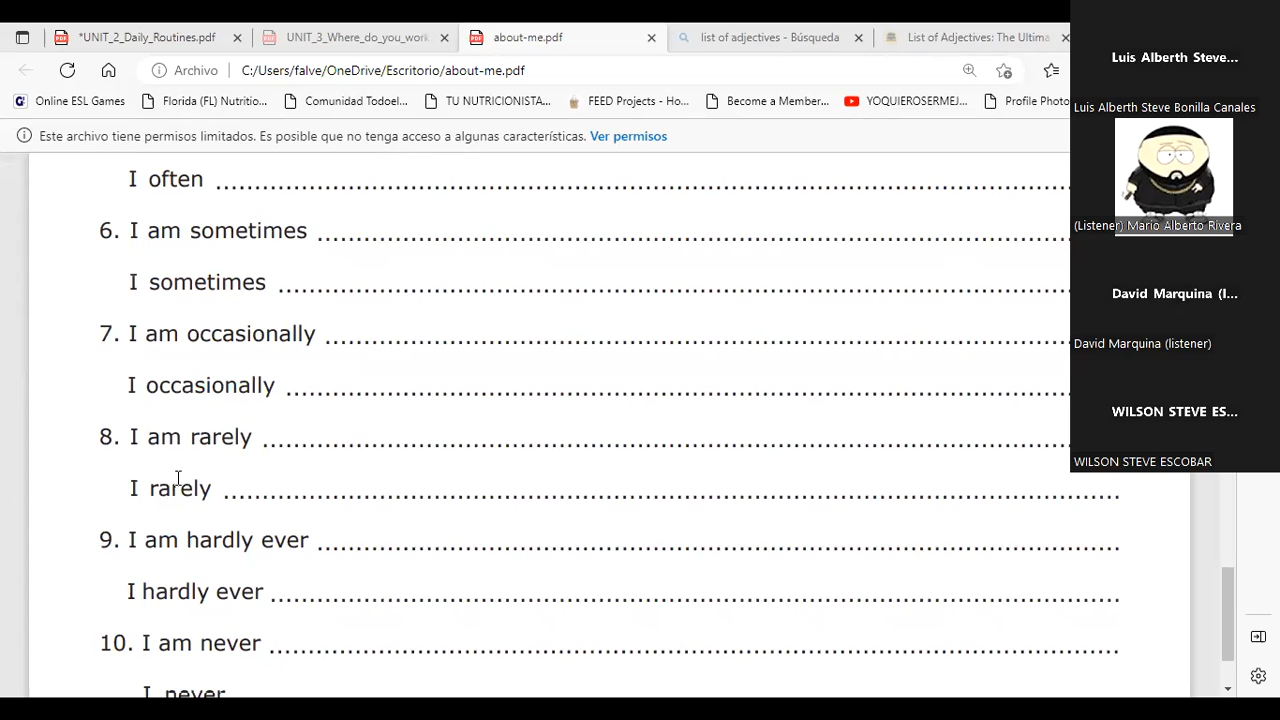 *UNIT_2_Daily_Routines.pdf
UNIT_3_Where_do_you_work
about-me.pdf
list of adjectives - Búsqueda
List of Adjectives: The Ultima
Archivo
C:/Users/falve/OneDrive/Escritorio/about-me.pdf
Online ESL Games
Florida (FL) Nutritio...
Comunidad Todoel...
TU NUTRICIONISTA...
FEED Projects - Ho...
Become a Member...
YOQUIEROSERMEJ...
Profile Photo
Este archivo tiene permisos limitados. Es posible que no tenga acceso a algunas características. Ver permisos
I often ........................................................
6. I am sometimes ........................................................
I sometimes ........................................................
7. I am occasionally ........................................................
I occasionally ........................................................
8. I am rarely ........................................................
I rarely ........................................................
9. I am hardly ever ........................................................
I hardly ever ........................................................
10. I am never ........................................................
I never
Luis Alberth Steve...
Luis Alberth Steve Bonilla Canales
(Listener) Mario Alberto Rivera
David Marquina (l...
David Marquina (listener)
WILSON STEVE ES...
WILSON STEVE ESCOBAR